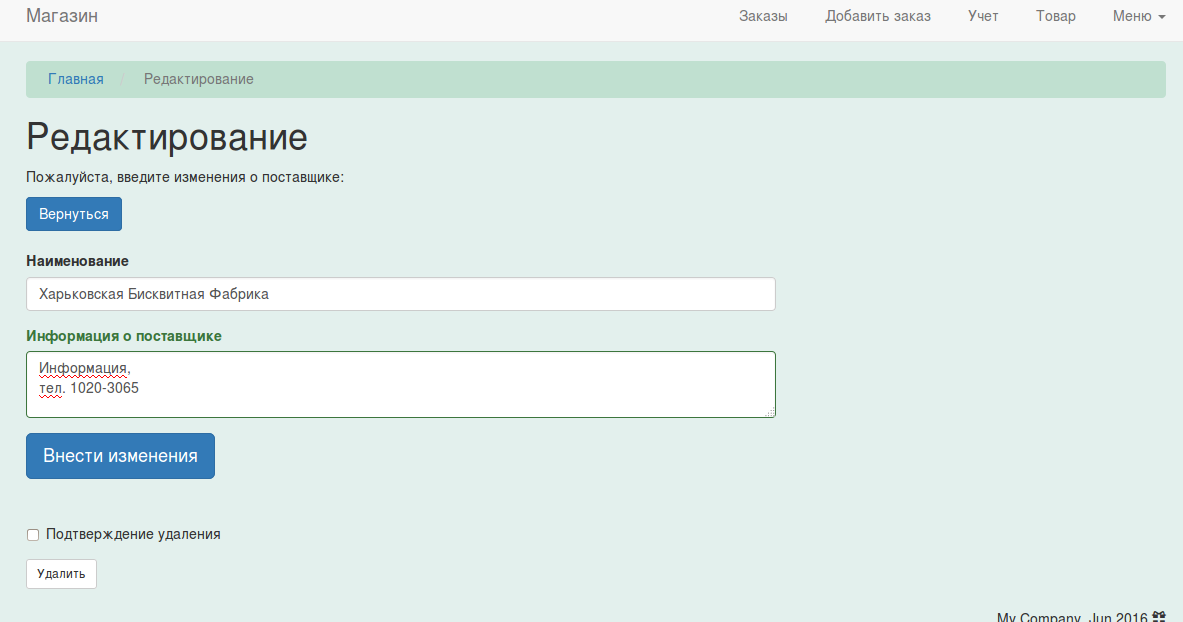 Магазин Заказы Добавить заказ Учет Товар Меню
Главная / Редактирование
Редактирование
Пожалуйста, введите изменения о поставщике:
Вернуться
Наименование
Харьковская Бисквитная Фабрика
Информация о поставщике
Информация,
тел. 1020-3065
Внести изменения
Подтверждение удаления
Удалить
My Company, Jun 2016